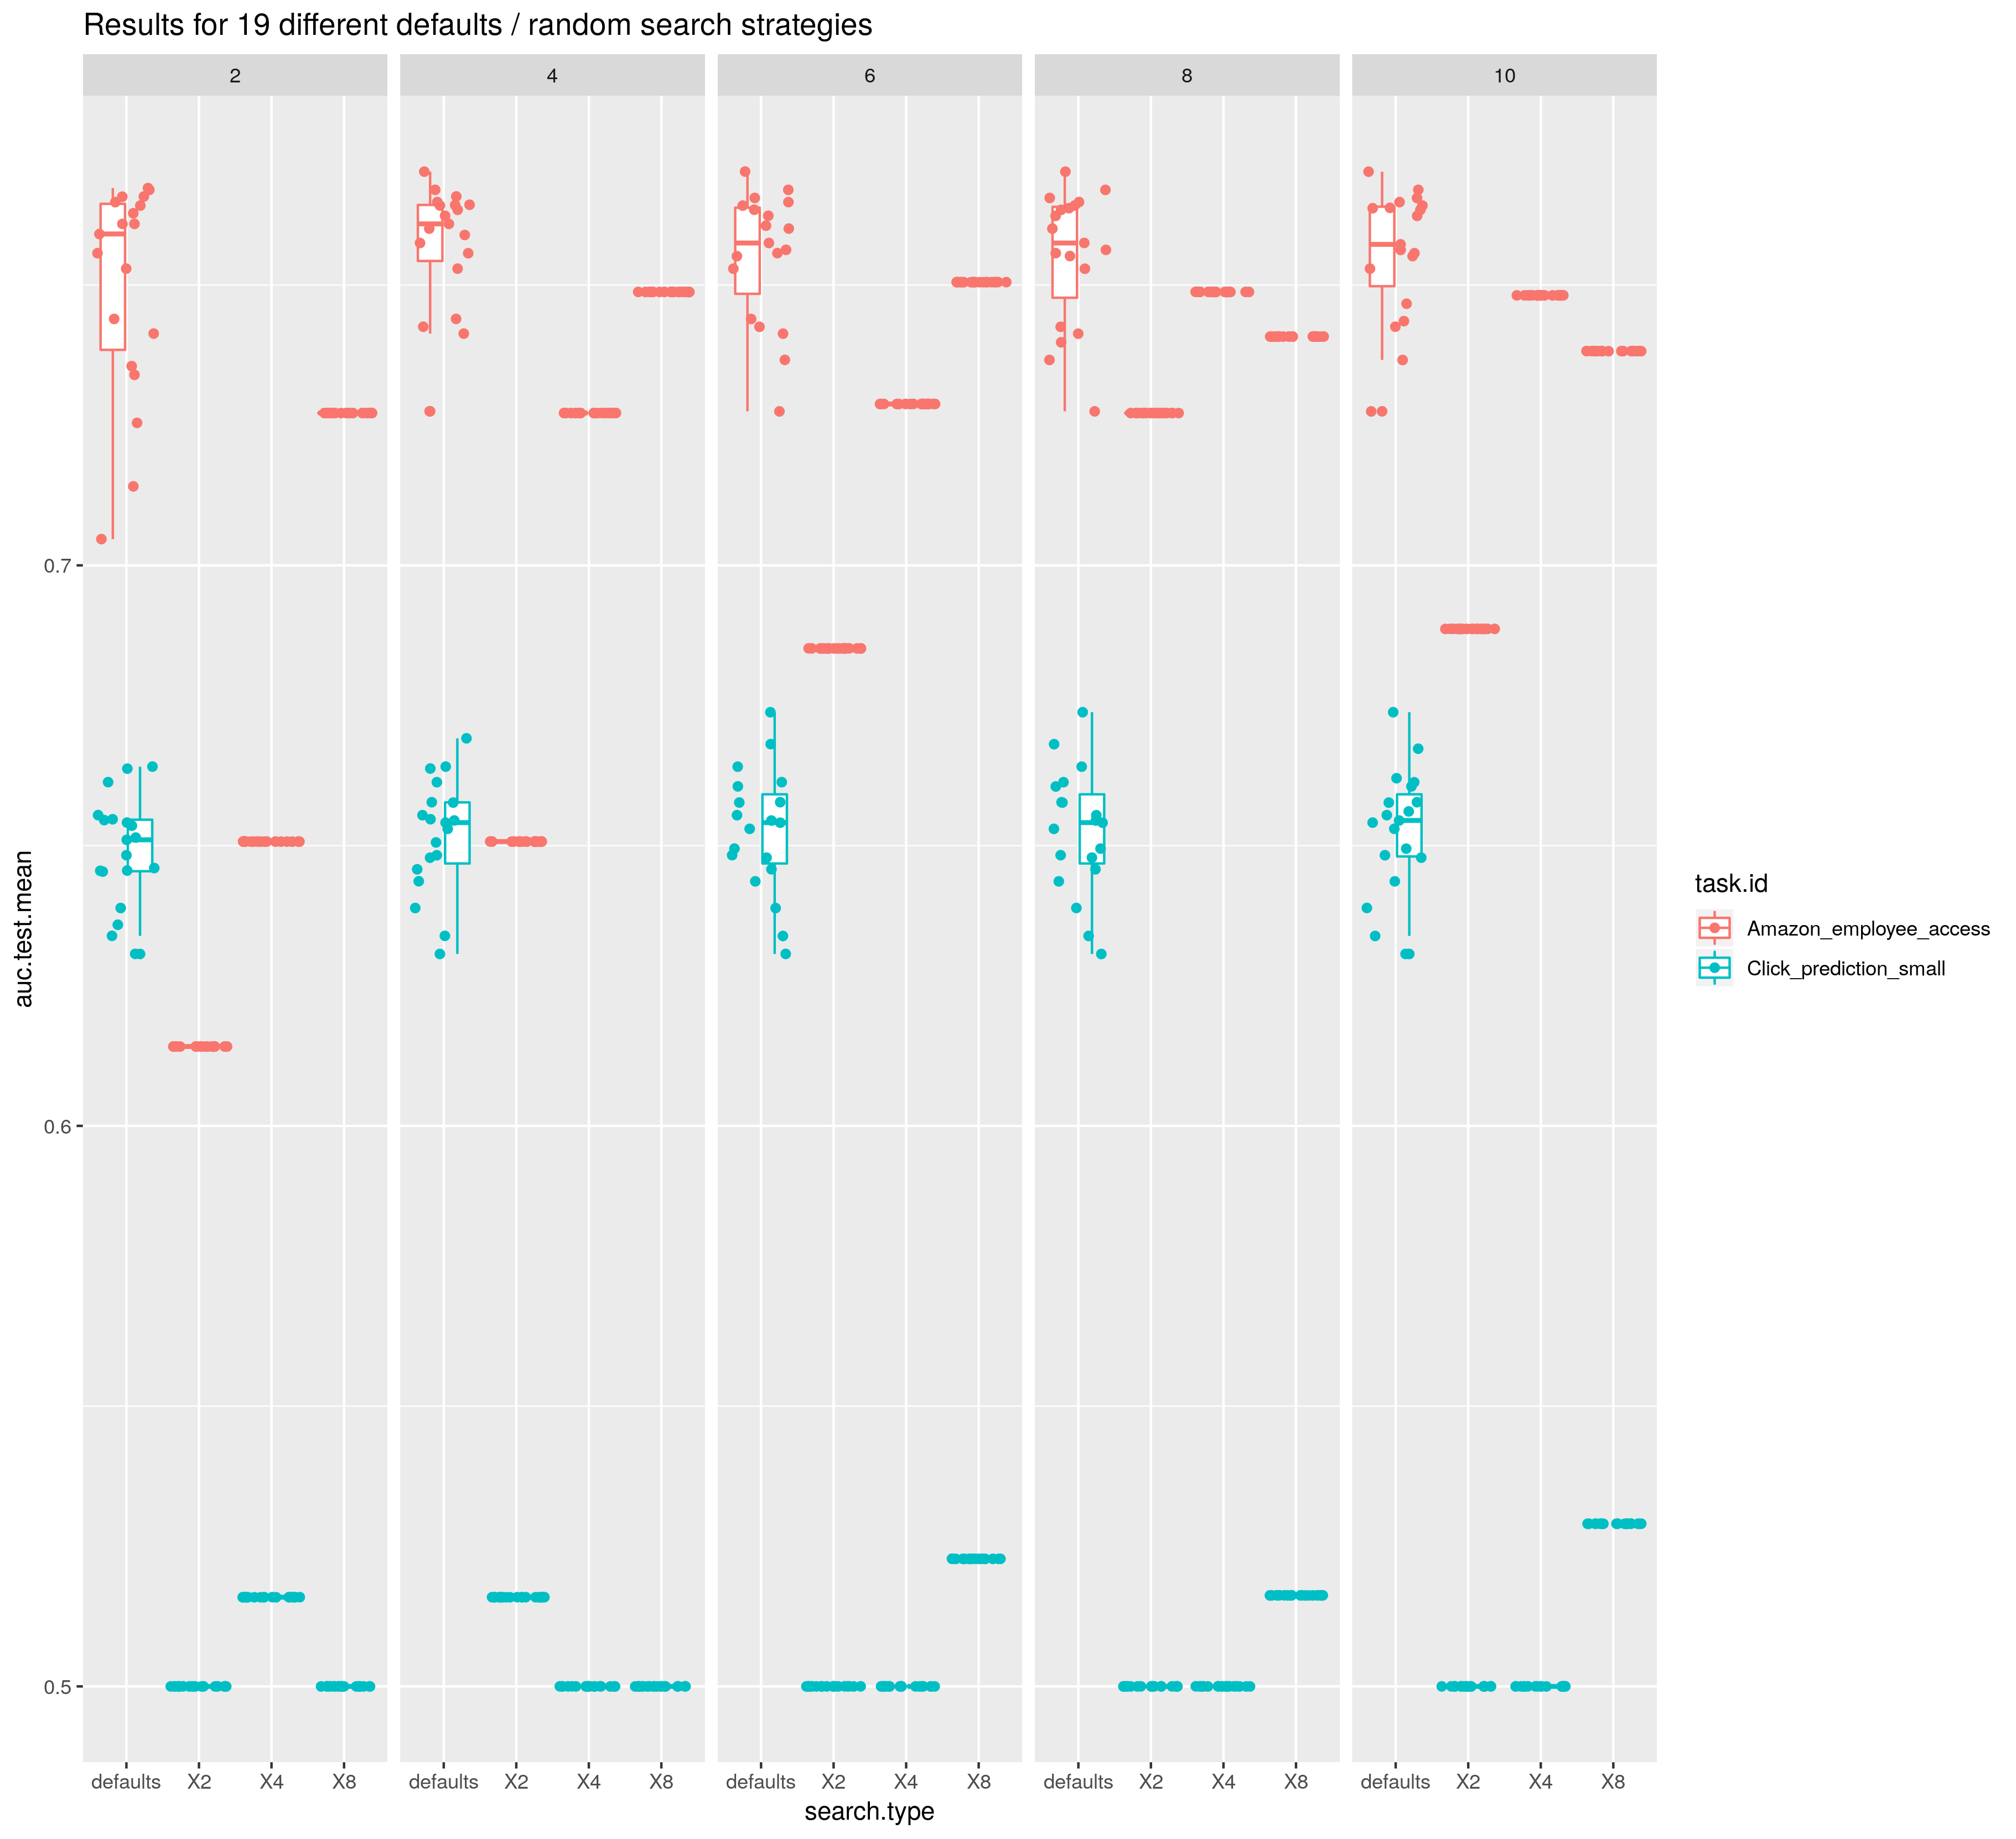 Results for 19 different defaults / random search strategies
2 4 6 8 10
0.7
0.6
0.5
auc.test.mean
defaults X2 X4 X8 defaults X2 X4 X8 defaults X2 X4 X8 defaults X2 X4 X8 defaults X2 X4 X8
search.type
task.id
Amazon_employee_access
Click_prediction_small